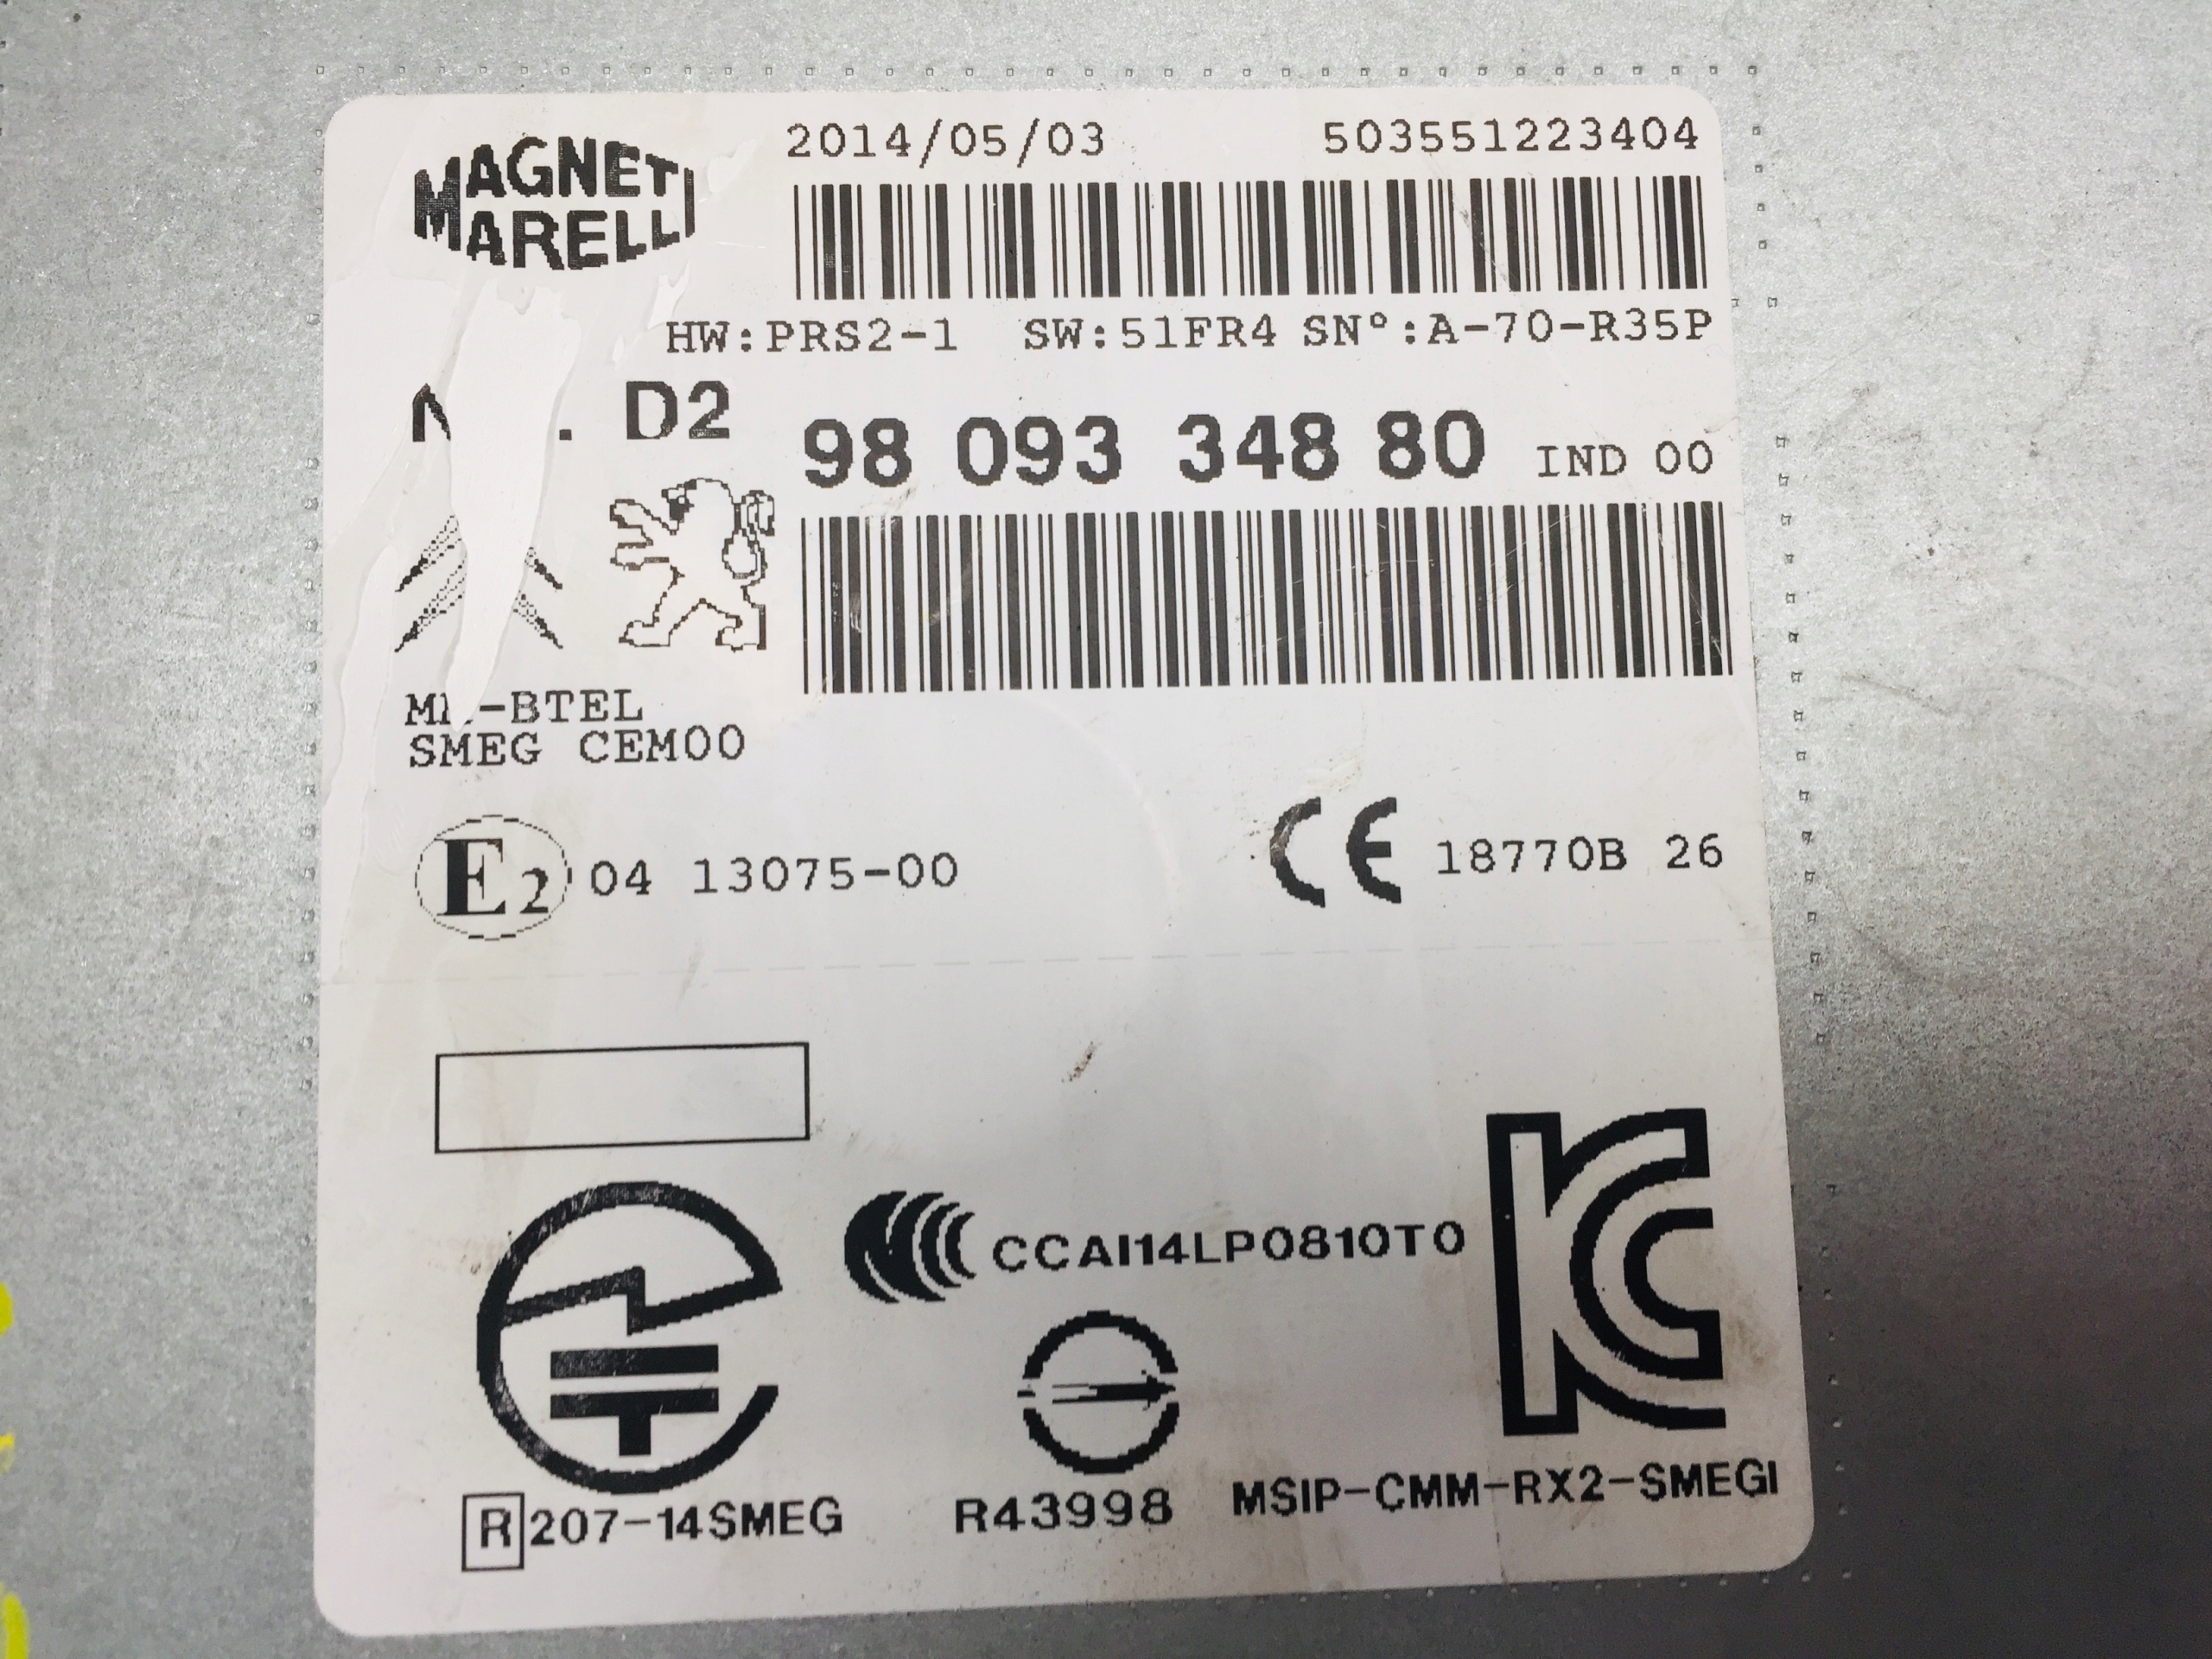 MAGNETI
MARELLI
2014/05/03 503551223404
HW:PRS2-1 SW:51FR4 SN°:A-70-R35P
D2
98 093 348 80 IND 00
-BTEL
SMEG CEM00
E2 04 13075-00
CE 18770B 26
CCAI14LP0810T0
KC
R 207-14SMEG
R43998
MSIP-CMM-RX2-SMEGI